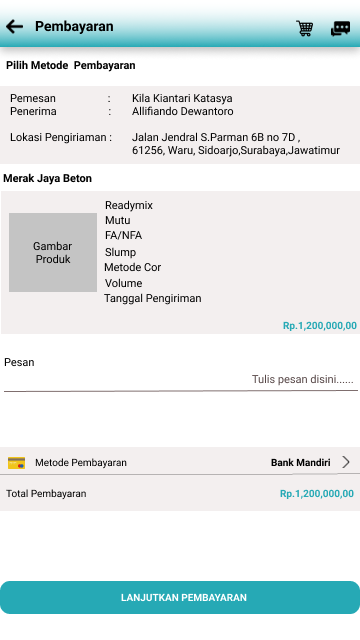 Pembayaran
Pilih Metode Pembayaran
Pemesan : Kila Kiantari Katasya
Penerima : Allifiando Dewantoro
Lokasi Pengiriaman : Jalan Jendral S.Parman 6B no 7D ,
61256, Waru, Sidoarjo,Surabaya,Jawatimur
Merak Jaya Beton
Gambar
Produk
Readymix
Mutu
FA/NFA
Slump
Metode Cor
Volume
Tanggal Pengiriman
Rp.1,200,000,00
Pesan
Tulis pesan disini......
Metode Pembayaran Bank Mandiri
Total Pembayaran Rp.1,200,000,00
LANJUTKAN PEMBAYARAN